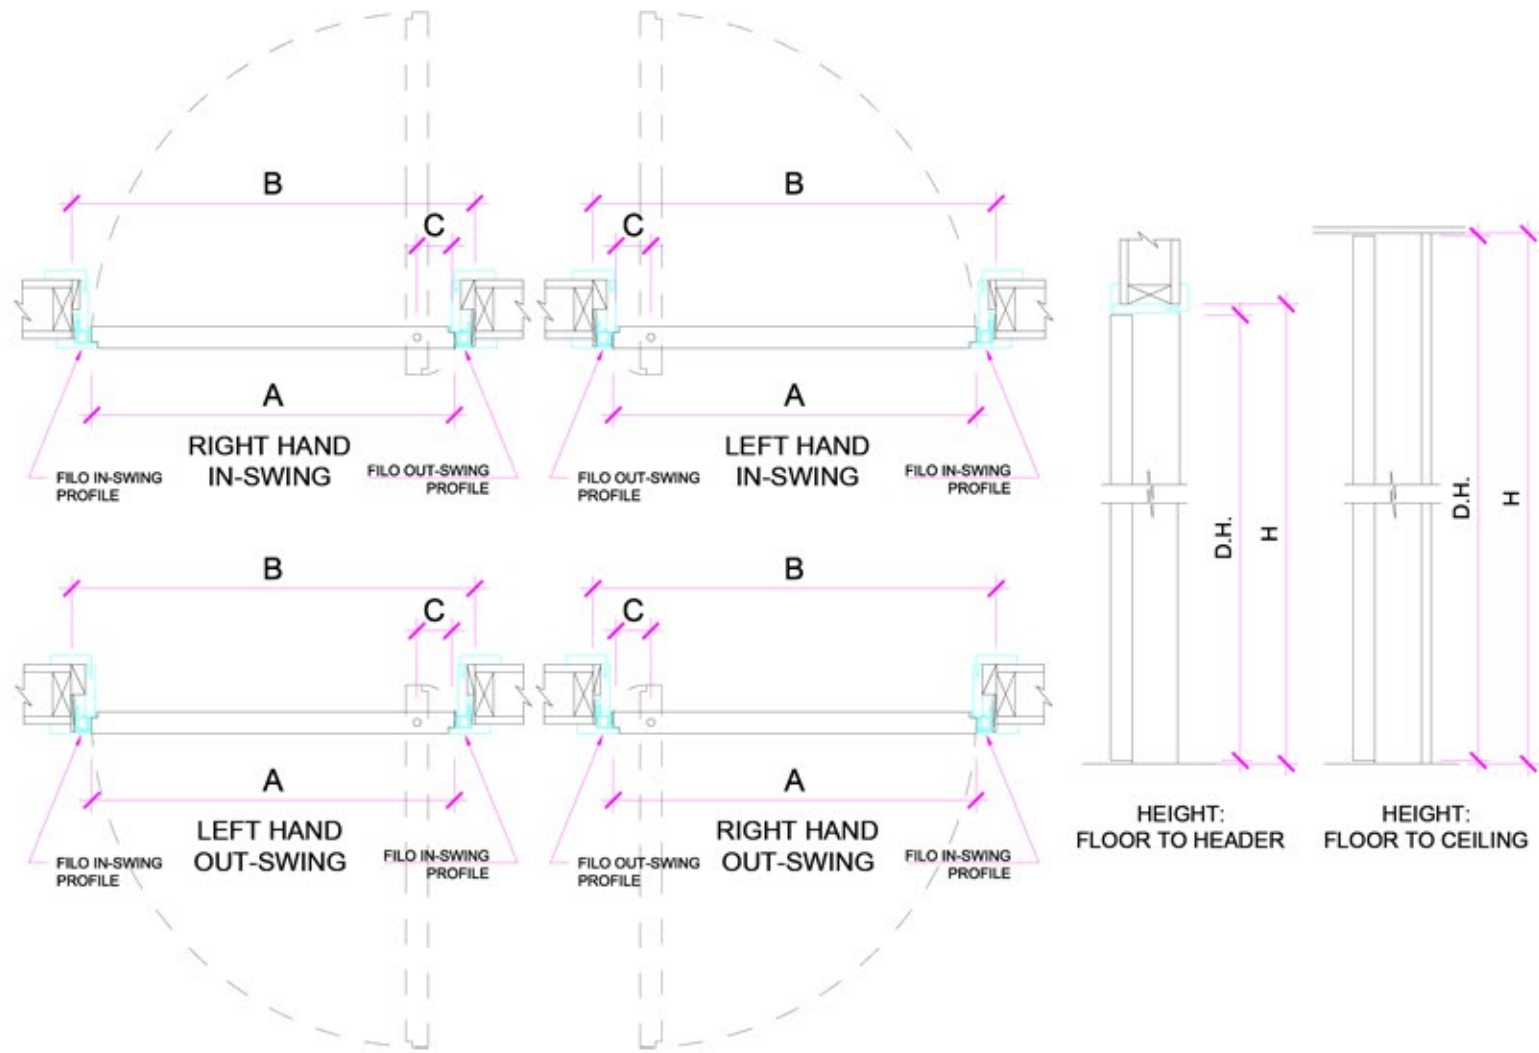 B
C
A
RIGHT HAND
IN-SWING
FILO IN-SWING
PROFILE
FILO OUT-SWING
PROFILE
B
C
A
LEFT HAND
IN-SWING
FILO OUT-SWING
PROFILE
FILO IN-SWING
PROFILE
B
C
A
LEFT HAND
OUT-SWING
FILO IN-SWING
PROFILE
FILO IN-SWING
PROFILE
B
C
A
RIGHT HAND
OUT-SWING
FILO OUT-SWING
PROFILE
FILO IN-SWING
PROFILE
D.H.
H
HEIGHT:
FLOOR TO HEADER
D.H.
H
HEIGHT:
FLOOR TO CEILING